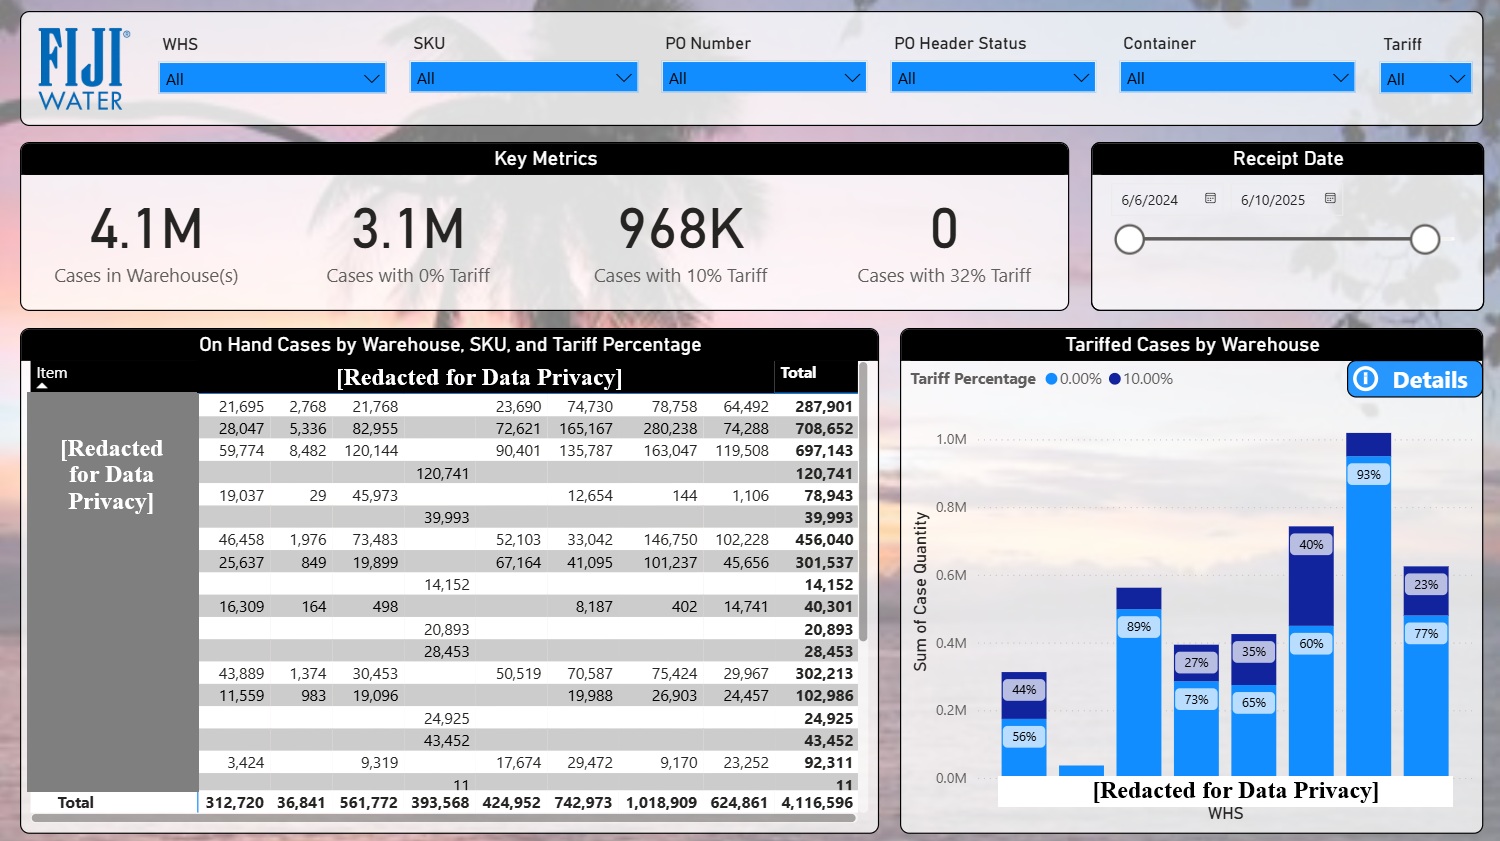 FIJI®
WATER
WHS
SKU
PO Number
PO Header Status
Container
Tariff
All
All
All
All
All
All
Key Metrics
4.1M
3.1M
968K
0
Cases in Warehouse(s)
Cases with 0% Tariff
Cases with 10% Tariff
Cases with 32% Tariff
Receipt Date
6/6/2024
6/10/2025
On Hand Cases by Warehouse, SKU, and Tariff Percentage
Item [Redacted for Data Privacy] Total
[Redacted
for Data
Privacy]
21,695 2,768 21,768 23,690 74,730 78,758 64,492 287,901
28,047 5,336 82,955 72,621 165,167 280,238 74,288 708,652
59,774 8,482 120,144 90,401 135,787 163,047 119,508 697,143
120,741 120,741
19,037 29 45,973 12,654 144 1,106 78,943
39,993 39,993
46,458 1,976 73,483 52,103 33,042 146,750 102,228 456,040
25,637 849 19,899 67,164 41,095 101,237 45,656 301,537
14,152 14,152
16,309 164 498 8,187 402 14,741 40,301
20,893 20,893
28,453 28,453
43,889 1,374 30,453 50,519 70,587 75,424 29,967 302,213
11,559 983 19,096 19,988 26,903 24,457 102,986
24,925 24,925
43,452 43,452
3,424 9,319 17,674 29,472 9,170 23,252 92,311
11 11
Total 312,720 36,841 561,772 393,568 424,952 742,973 1,018,909 624,861 4,116,596
Tariffed Cases by Warehouse
Tariff Percentage 0.00% 10.00%
Details
Sum of Case Quantity
1.0M
0.8M
0.6M
0.4M
0.2M
0.0M
44%
56%
89%
27%
73%
35%
65%
40%
60%
93%
23%
77%
[Redacted for Data Privacy]
WHS